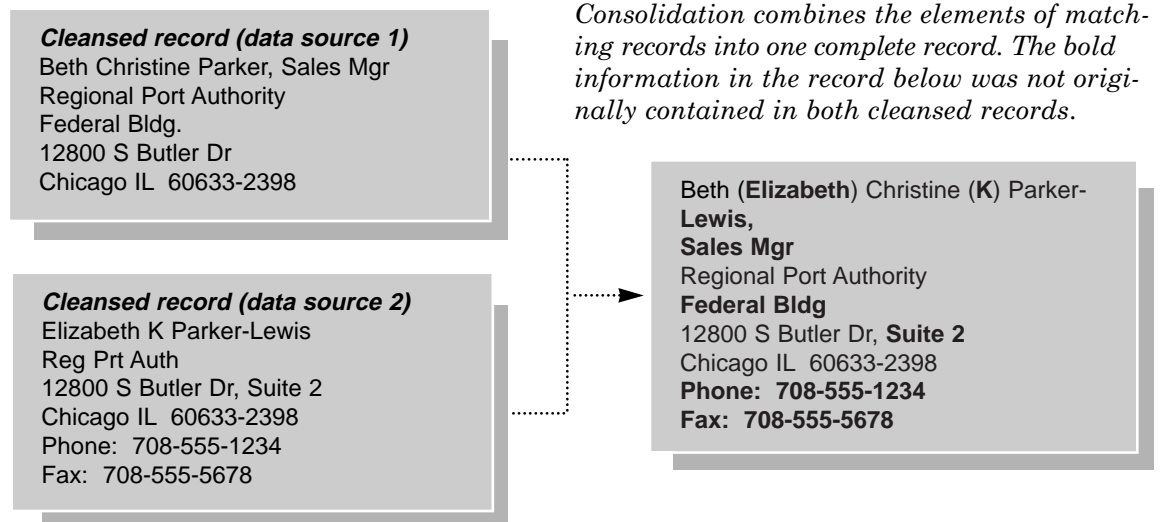 Cleansed record (data source 1)
Beth Christine Parker, Sales Mgr
Regional Port Authority
Federal Bldg.
12800 S Butler Dr
Chicago IL 60633-2398
Consolidation combines the elements of match-
ing records into one complete record. The bold
information in the record below was not origi-
nally contained in both cleansed records.
Cleansed record (data source 2)
Elizabeth K Parker-Lewis
Reg Prt Auth
12800 S Butler Dr, Suite 2
Chicago IL 60633-2398
Phone: 708-555-1234
Fax: 708-555-5678
Beth (Elizabeth) Christine (K) Parker-
Lewis,
Sales Mgr
Regional Port Authority
Federal Bldg
12800 S Butler Dr, Suite 2
Chicago IL 60633-2398
Phone: 708-555-1234
Fax: 708-555-5678